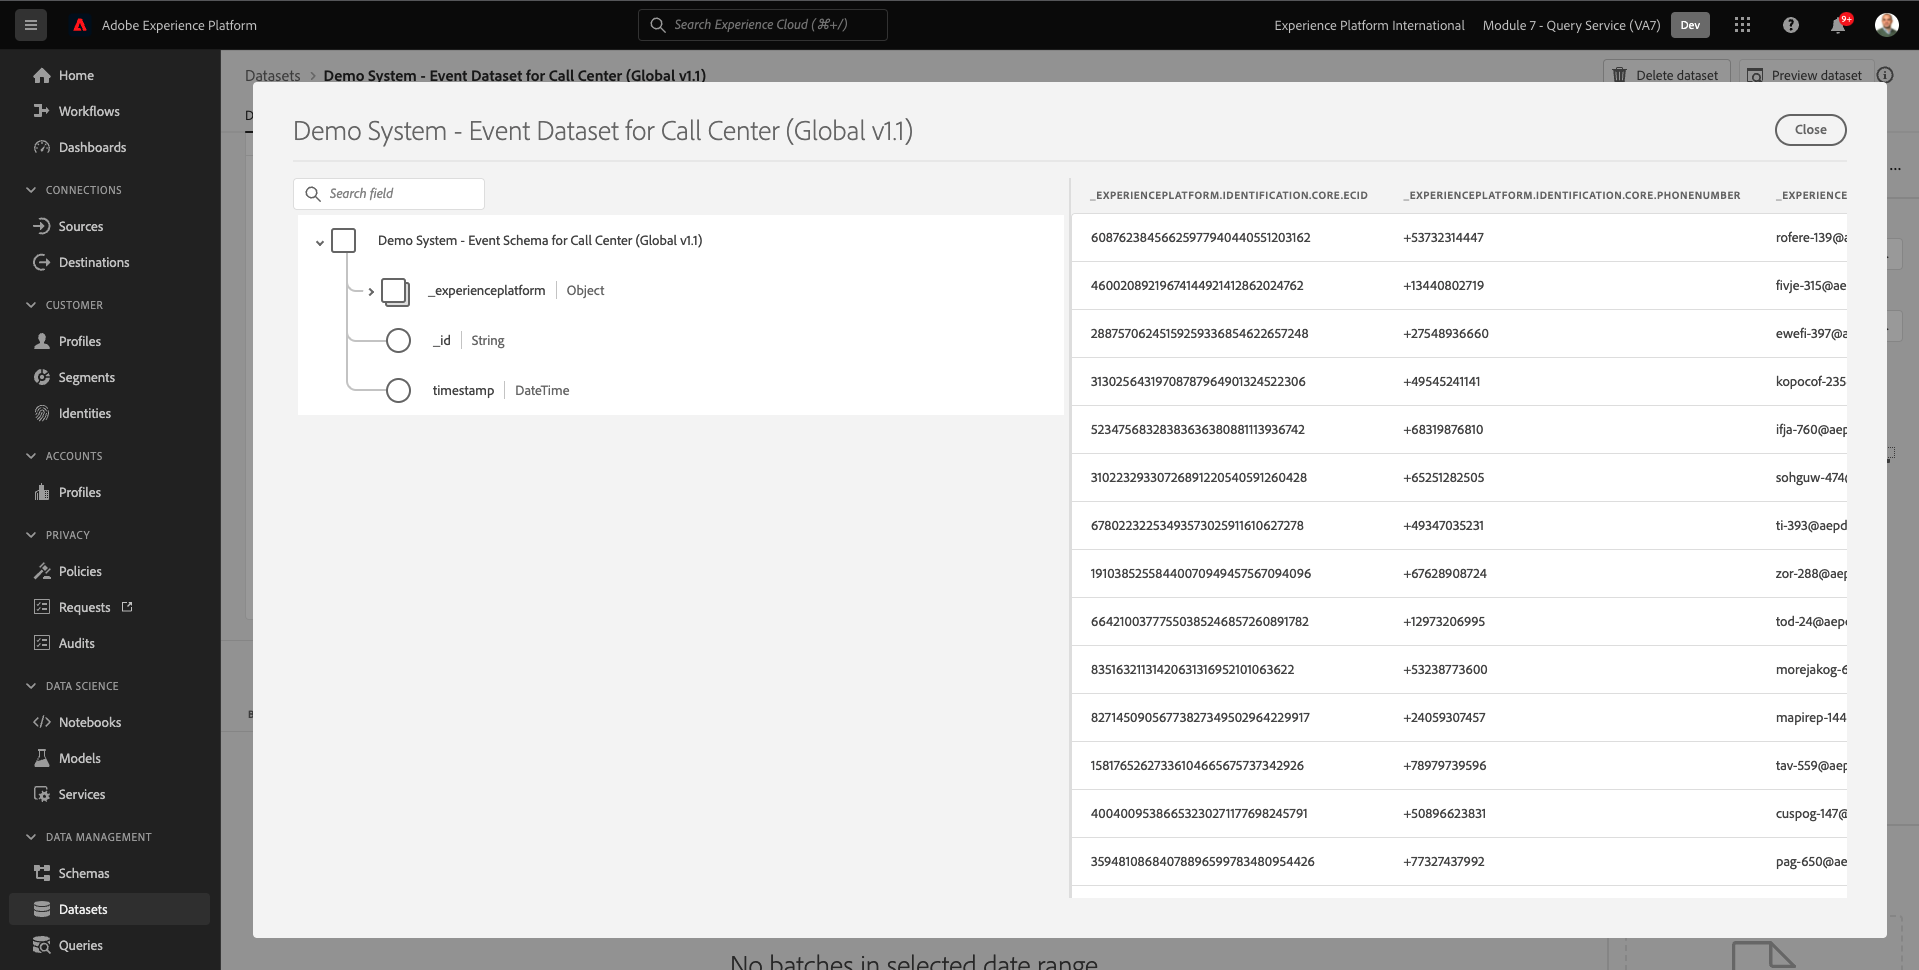 Adobe Experience Platform
Search Experience Cloud (⌘+/)
Experience Platform International
Module 7 - Query Service (VA7)
Dev
9+
Home
Workflows
Dashboards
CONNECTIONS
Sources
Destinations
CUSTOMER
Profiles
Segments
Identities
ACCOUNTS
Profiles
PRIVACY
Policies
Requests
Audits
DATA SCIENCE
Notebooks
Models
Services
DATA MANAGEMENT
Schemas
Datasets
Queries
Datasets > Demo System - Event Dataset for Call Center (Global v1.1)
Delete dataset
Preview dataset
Demo System - Event Dataset for Call Center (Global v1.1)
Close
Search field
Demo System - Event Schema for Call Center (Global v1.1)
_experienceplatform | Object
_id | String
timestamp | DateTime
_EXPERIENCEPLATFORM.IDENTIFICATION.CORE.ECID _EXPERIENCEPLATFORM.IDENTIFICATION.CORE.PHONENUMBER _EXPERIENCE
60876238456625977940440551203162 +53732314447 rofere-139@a
46002089219674144921412862024762 +13440802719 fivje-315@ae
28875706245159259336854622657248 +27548936660 ewefi-397@a
31302564319708787964901324522306 +49545241141 kopocof-235
52347568328383636380881113936742 +68319876810 ifja-760@aep
31022329330726891220540591260428 +65251282505 sohguw-474@
67802232253493573025911610627278 +49347035231 ti-393@aepd
19103852558440070949457567094096 +67628908724 zor-288@aep
66421003777550385246857260891782 +12973206995 tod-24@aepd
83516321131420631316952101063622 +53238773600 morejakog-6
82714509056773827349502964229917 +24059307457 mapirep-144
15817652627336104665675737342926 +78979739596 tav-559@aep
40040095386653230271177698245791 +50896623831 cuspog-147@
35948108684078896599783480954426 +77327437992 pag-650@ae
No batches in selected date range